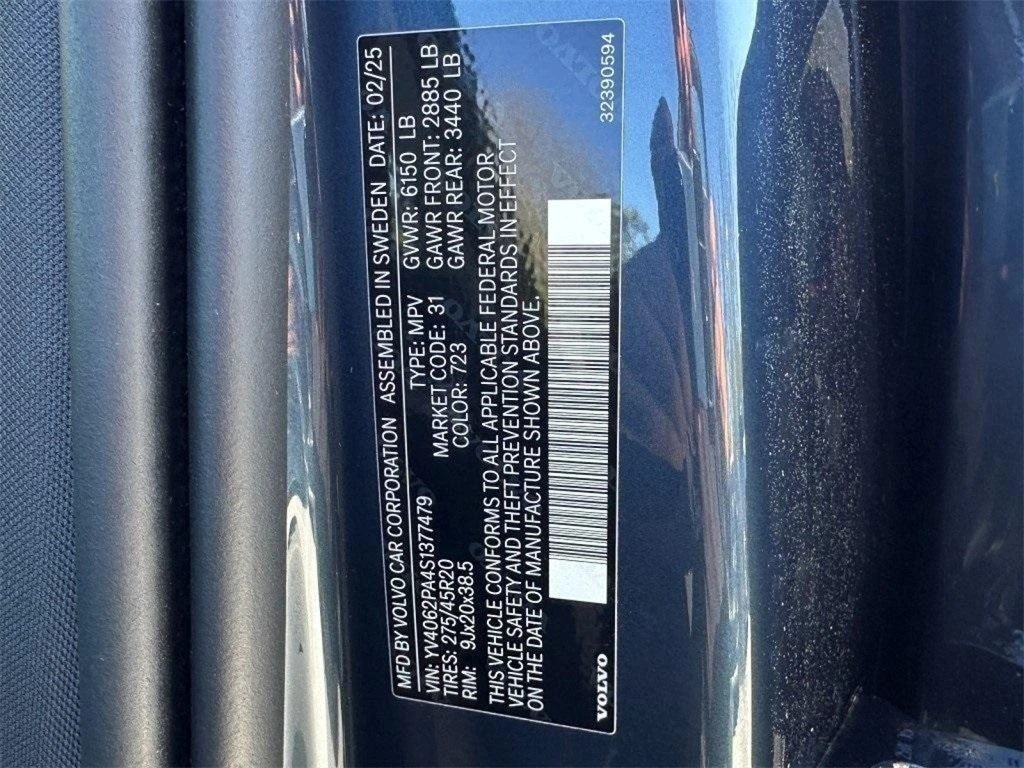 MFD BY VOLVO CAR CORPORATION ASSEMBLED IN SWEDEN DATE: 02/25
VIN: YV4062PA4S1377479 TYPE: MPV GVWR: 6150 LB
TIRES: 275/45R20 MARKET CODE: 31 GAWR FRONT: 2885 LB
RIM: 9Jx20x38.5 COLOR: 723 GAWR REAR: 3440 LB
THIS VEHICLE CONFORMS TO ALL APPLICABLE FEDERAL MOTOR
VEHICLE SAFETY AND THEFT PREVENTION STANDARDS IN EFFECT
ON THE DATE OF MANUFACTURE SHOWN ABOVE.
VOLVO 32390594